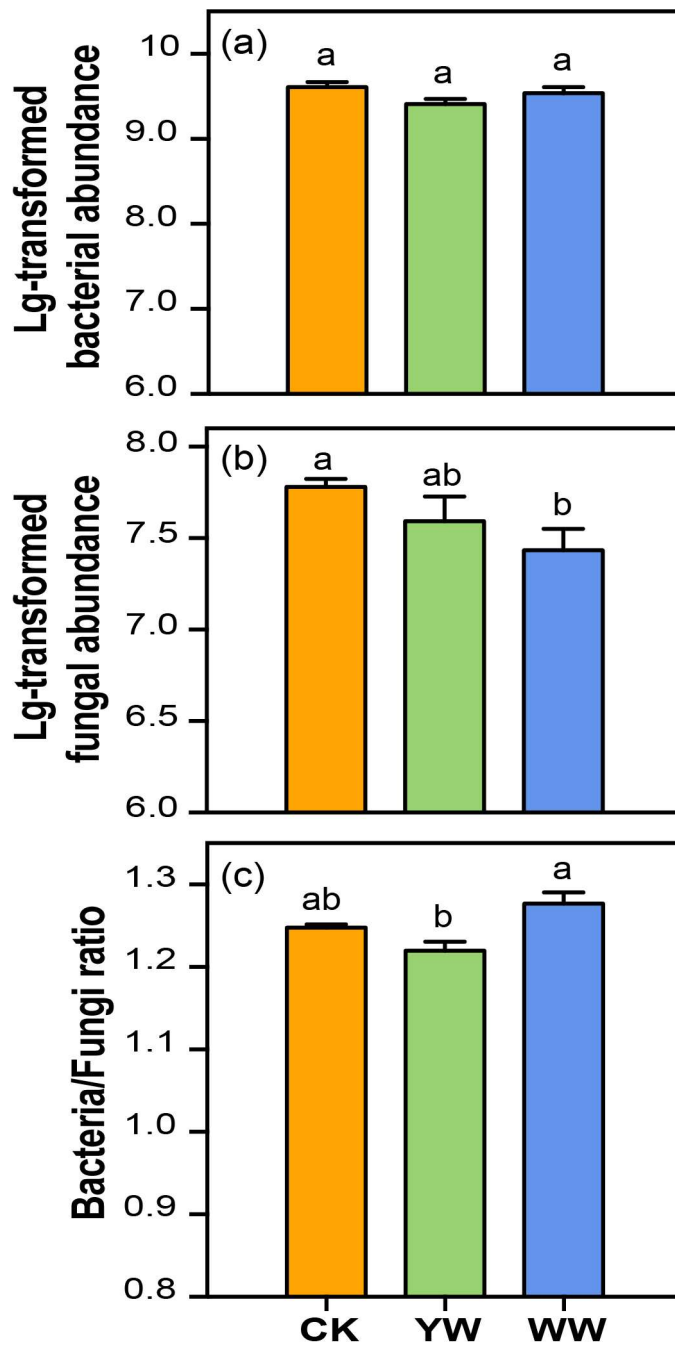 Lg-transformed
bacterial abundance
(a)
a
a
a
10
9.0
8.0
7.0
6.0
Lg-transformed
fungal abundance
(b)
a
ab
b
8.0
7.5
7.0
6.5
6.0
Bacteria/Fungi ratio
(c)
ab
b
a
1.3
1.2
1.1
1.0
0.9
0.8
CK YW WW